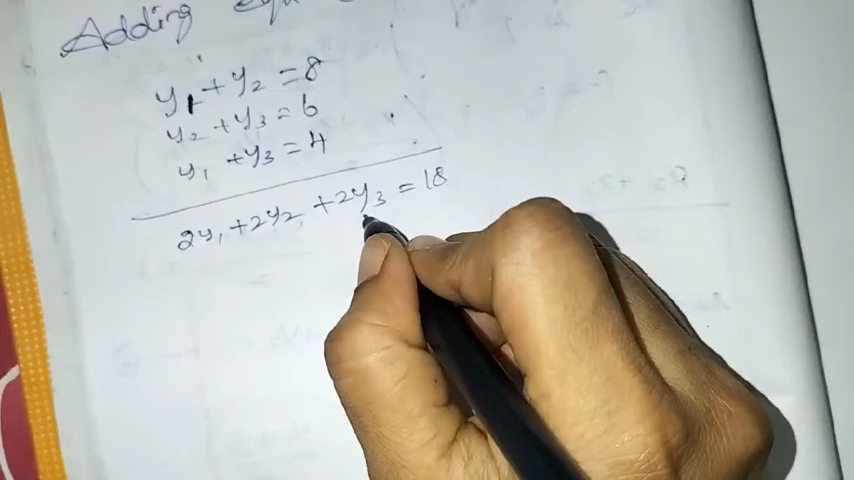 Adding
y₁ + y₂ = 8
y₂ + y₃ = 6
y₁ + y₃ = 4
2y₁ + 2y₂ + 2y₃ = 18